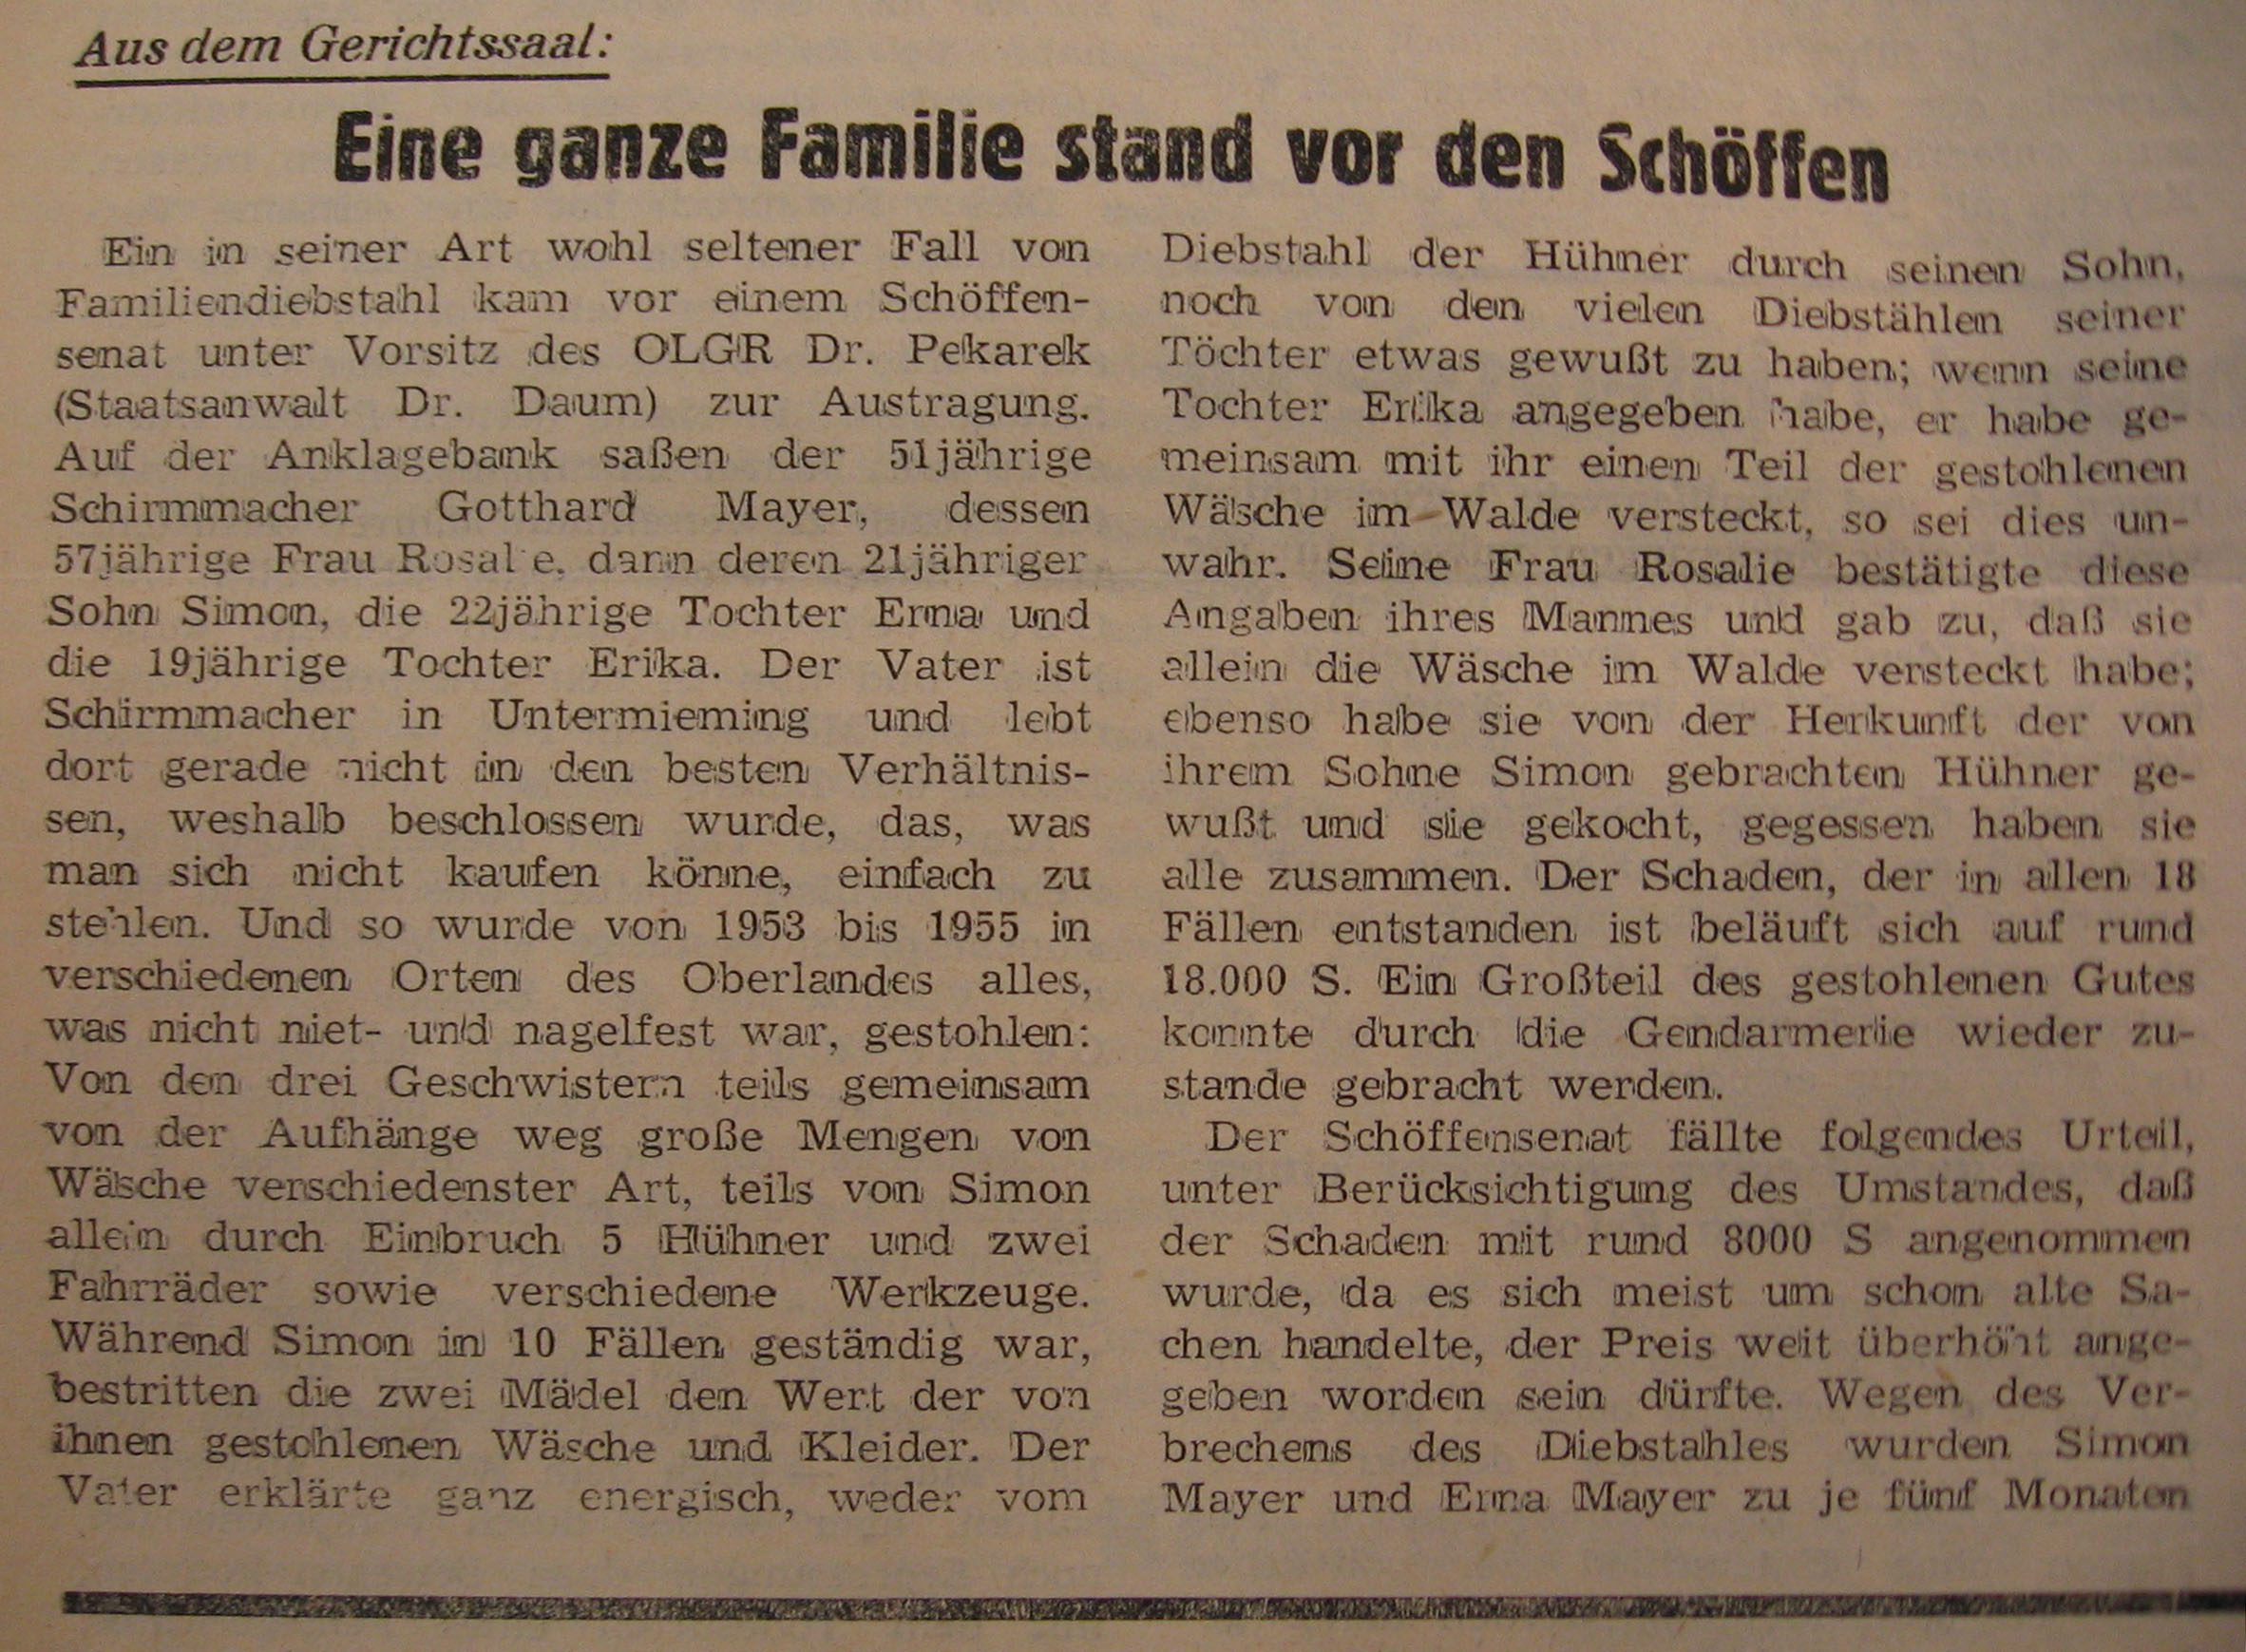 Aus dem Gerichtssaal:
Eine ganze Familie stand vor den Schöffen
Ein in seiner Art wohl seltener Fall von
Familiendiebstahl kam vor einem Schöffen-
senat unter Vorsitz des OLGR Dr. Pekarek
(Staatsanwalt Dr. Daum) zur Austragung.
Auf der Anklagebank saßen der 51jährige
Schirmmacher Gotthard Mayer, dessen
57jährige Frau Rosalie, dann deren 21jähriger
Sohn Simon, die 22jährige Tochter Erna und
die 19jährige Tochter Erika. Der Vater ist
Schirmmacher in Untermieming und lebt
dort gerade nicht in den besten Verhältnis-
sen, weshalb beschlossen wurde, das, was
man sich nicht kaufen könne, einfach zu
stehlen. Und so wurde von 1953 bis 1955 in
verschiedenen Orten des Oberlandes alles,
was nicht niet- und nagelfest war, gestohlen:
Von den drei Geschwistern teils gemeinsam
von der Aufhänge weg große Mengen von
Wäsche verschiedenster Art, teils von Simon
allein durch Einbruch 5 Hühner und zwei
Fahrräder sowie verschiedene Werkzeuge.
Während Simon in 10 Fällen geständig war,
bestritten die zwei Mädel den Wert der von
ihnen gestohlenen Wäsche und Kleider. Der
Vater erklärte ganz energisch, weder vom
Diebstahl der Hühner durch seinen Sohn,
noch von den vielen Diebstählen seiner
Töchter etwas gewußt zu haben; wenn seine
Tochter Erika angegeben habe, er habe ge-
meinsam mit ihr einen Teil der gestohlenen
Wäsche im Walde versteckt, so sei dies un-
wahr. Seine Frau Rosalie bestätigte diese
Angaben ihres Mannes und gab zu, daß sie
allein die Wäsche im Walde versteckt habe;
ebenso habe sie von der Herkunft der von
ihrem Sohne Simon gebrachten Hühner ge-
wußt und sie gekocht, gegessen haben sie
alle zusammen. Der Schaden, der in allen 18
Fällen entstanden ist beläuft sich auf rund
18.000 S. Ein Großteil des gestohlenen Gutes
konnte durch die Gendarmerie wieder zu-
stande gebracht werden.
Der Schöffensenat fällte folgendes Urteil,
unter Berücksichtigung des Umstandes, daß
der Schaden mit rund 8000 S angenommen
wurde, da es sich meist um schon alte Sa-
chen handelte, der Preis weit überhöht ange-
geben worden sein dürfte. Wegen des Ver-
brechens des Diebstahles wurden Simon
Mayer und Erna Mayer zu je fünf Monaten